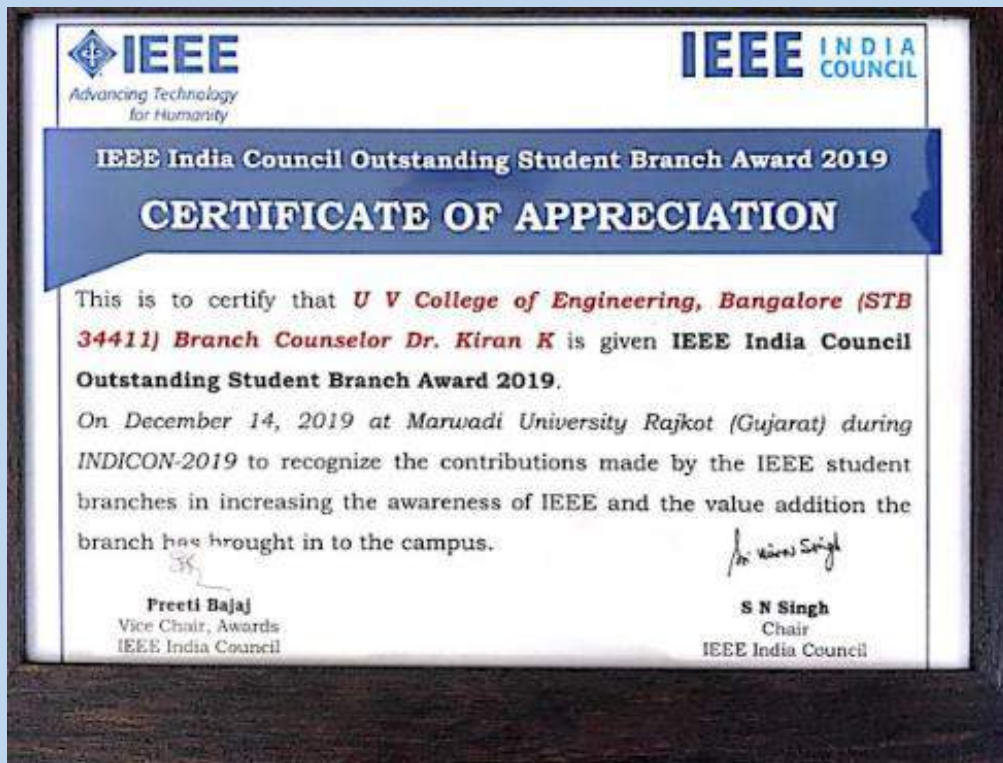 IEEE
Advancing Technology
for Humanity
IEEE INDIA
COUNCIL
IEEE India Council Outstanding Student Branch Award 2019
CERTIFICATE OF APPRECIATION
This is to certify that U V College of Engineering, Bangalore (STB
34411) Branch Counselor Dr. Kiran K is given IEEE India Council
Outstanding Student Branch Award 2019.
On December 14, 2019 at Marwadi University Rajkot (Gujarat) during
INDICON-2019 to recognize the contributions made by the IEEE student
branches in increasing the awareness of IEEE and the value addition the
branch has brought in to the campus.
Preeti Bajaj
Vice Chair, Awards
IEEE India Council
S N Singh
Chair
IEEE India Council